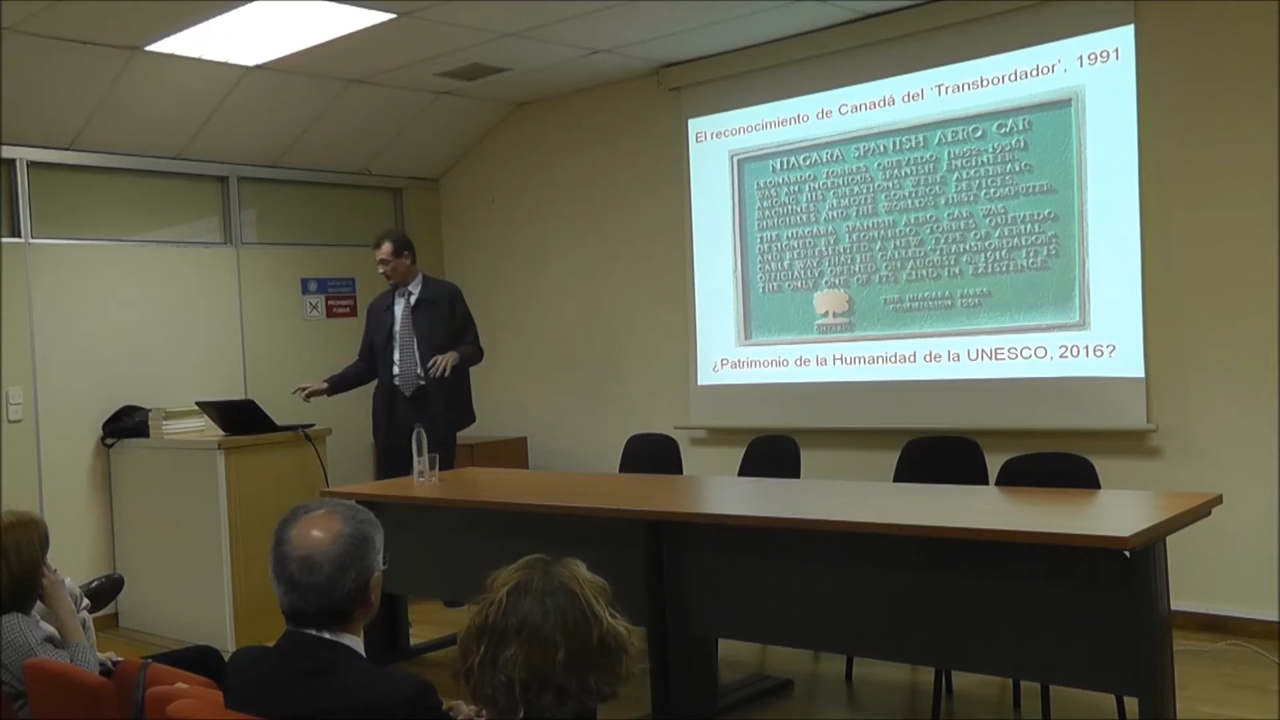 El reconocimiento de Canadá del 'Transbordador', 1991
NIAGARA SPANISH AERO CAR
LEONARDO TORRES QUEVEDO (1852-1936)
WAS AN INGENIOUS SPANISH ENGINEER.
AMONG HIS CREATIONS WERE ALGEBRAIC
MACHINES, REMOTE CONTROL DEVICES,
DIRIGIBLES AND THE WORLD'S FIRST COMPUTER.
THE NIAGARA SPANISH AERO CAR WAS
DESIGNED BY LEONARDO TORRES QUEVEDO
AND REPRESENTED A NEW TYPE OF AERIAL
CABLE WAY THAT HE CALLED TRANSBORDADOR.
OFFICIALLY OPENED ON AUGUST 8, 1916, IT IS
THE ONLY ONE OF ITS KIND IN EXISTENCE.
THE NIAGARA PARKS
COMMISSION 1991
ONTARIO
¿Patrimonio de la Humanidad de la UNESCO, 2016?
PROHIBIDO
FUMAR